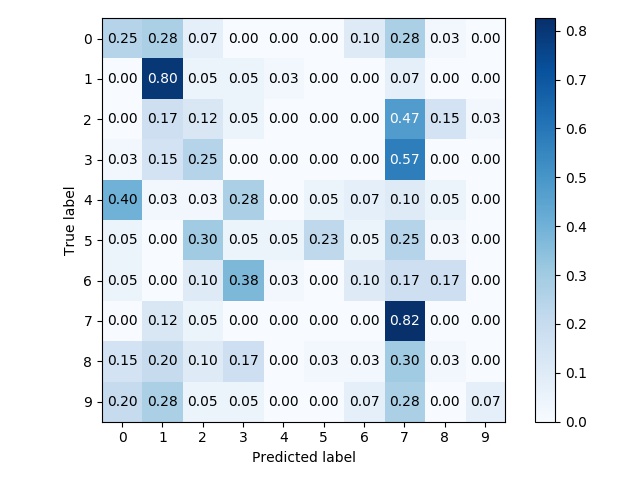 0 0.25 0.28 0.07 0.00 0.00 0.00 0.10 0.28 0.03 0.00
1 0.00 0.80 0.05 0.05 0.03 0.00 0.00 0.07 0.00 0.00
2 0.00 0.17 0.12 0.05 0.00 0.00 0.00 0.47 0.15 0.03
3 0.03 0.15 0.25 0.00 0.00 0.00 0.00 0.57 0.00 0.00
4 0.40 0.03 0.03 0.28 0.00 0.05 0.07 0.10 0.05 0.00
5 0.05 0.00 0.30 0.05 0.05 0.23 0.05 0.25 0.03 0.00
6 0.05 0.00 0.10 0.38 0.03 0.00 0.10 0.17 0.17 0.00
7 0.00 0.12 0.05 0.00 0.00 0.00 0.00 0.82 0.00 0.00
8 0.15 0.20 0.10 0.17 0.00 0.03 0.03 0.30 0.03 0.00
9 0.20 0.28 0.05 0.05 0.00 0.00 0.07 0.28 0.00 0.07
0 1 2 3 4 5 6 7 8 9
Predicted label
True label
0.8
0.7
0.6
0.5
0.4
0.3
0.2
0.1
0.0